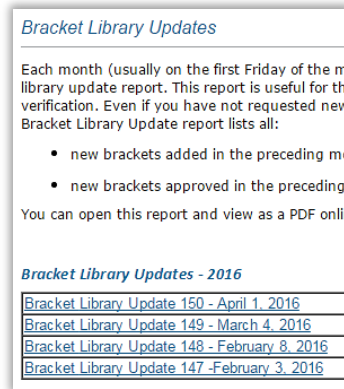 Bracket Library Updates
Each month (usually on the first Friday of the
library update report. This report is useful for
verification. Even if you have not requested
Bracket Library Update report lists all:
• new brackets added in the preceding
• new brackets approved in the preceding
You can open this report and view as a PDF
Bracket Library Updates - 2016
Bracket Library Update 150 - April 1, 2016
Bracket Library Update 149 - March 4, 2016
Bracket Library Update 148 - February 8, 2016
Bracket Library Update 147 -February 3, 2016